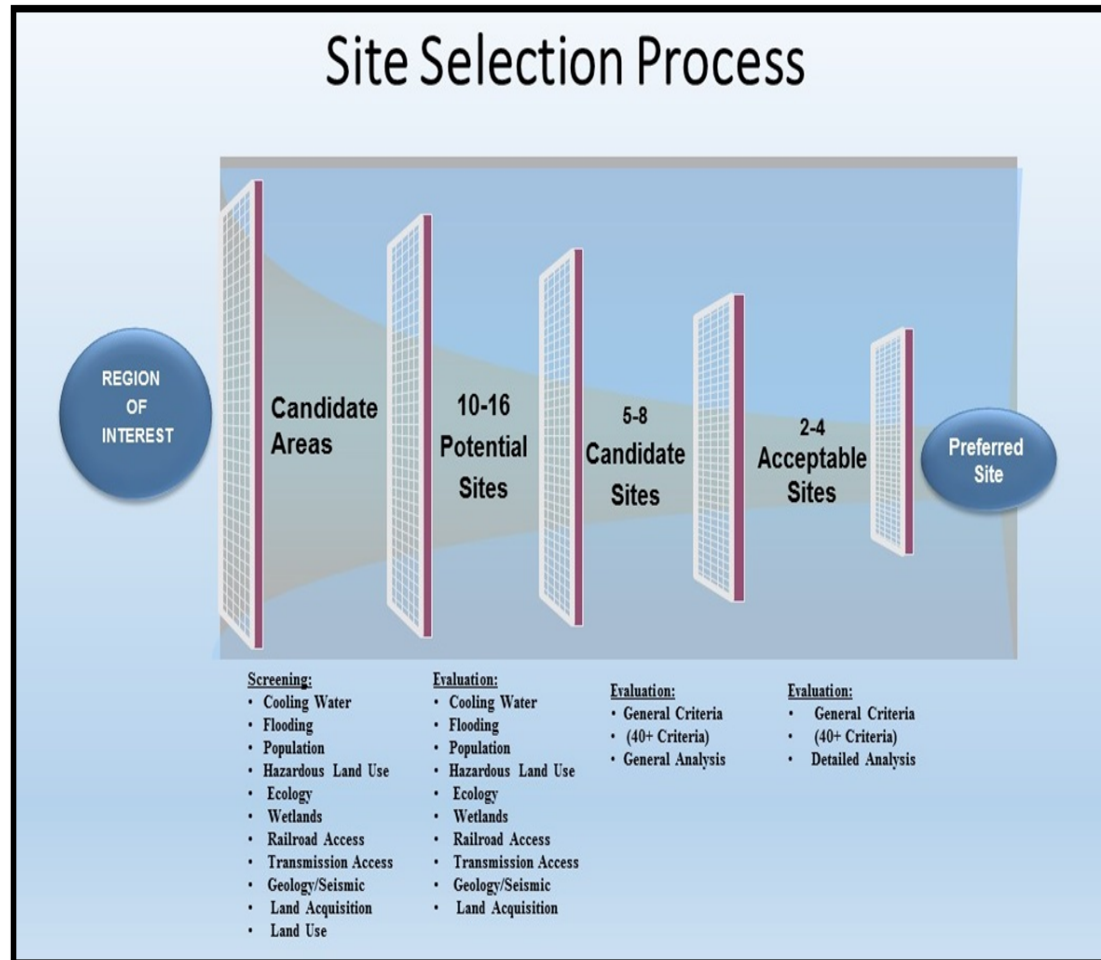 Site Selection Process
REGION
OF
INTEREST
Candidate
Areas
10-16
Potential
Sites
5-8
Candidate
Sites
2-4
Acceptable
Sites
Preferred
Site
Screening:
• Cooling Water
• Flooding
• Population
• Hazardous Land Use
• Ecology
• Wetlands
• Railroad Access
• Transmission Access
• Geology/Seismic
• Land Acquisition
• Land Use
Evaluation:
• Cooling Water
• Flooding
• Population
• Hazardous Land Use
• Ecology
• Wetlands
• Railroad Access
• Transmission Access
• Geology/Seismic
• Land Acquisition
Evaluation:
• General Criteria
• (40+ Criteria)
• General Analysis
Evaluation:
• General Criteria
• (40+ Criteria)
• Detailed Analysis